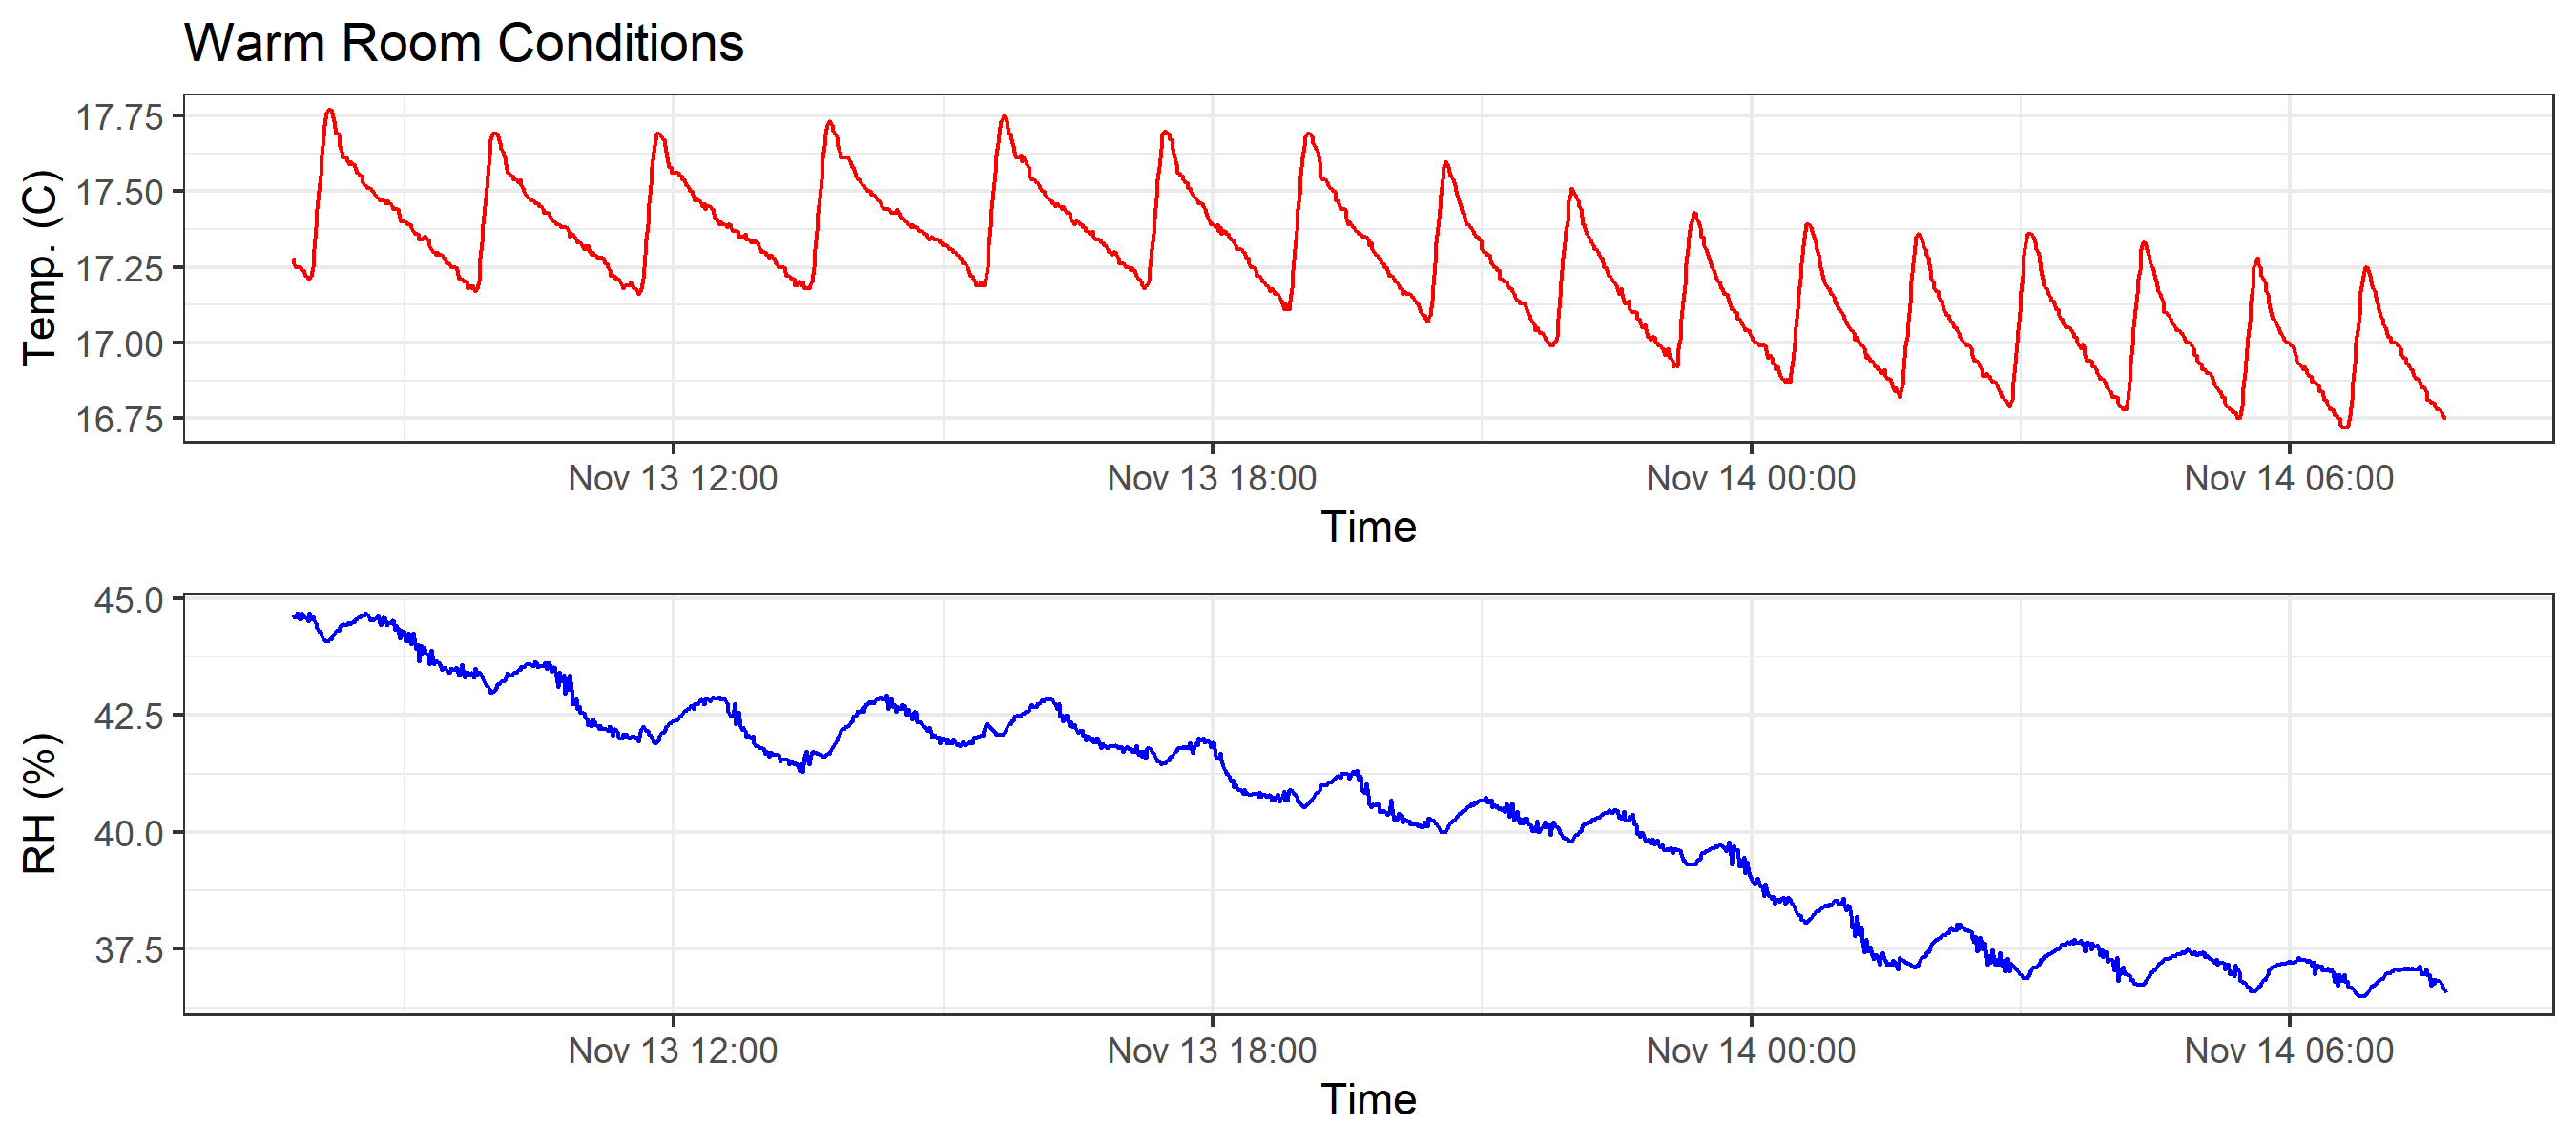 Warm Room Conditions
Temp. (C)
17.75
17.50
17.25
17.00
16.75
Nov 13 12:00 Nov 13 18:00 Nov 14 00:00 Nov 14 06:00
Time
RH (%)
45.0
42.5
40.0
37.5
Nov 13 12:00 Nov 13 18:00 Nov 14 00:00 Nov 14 06:00
Time